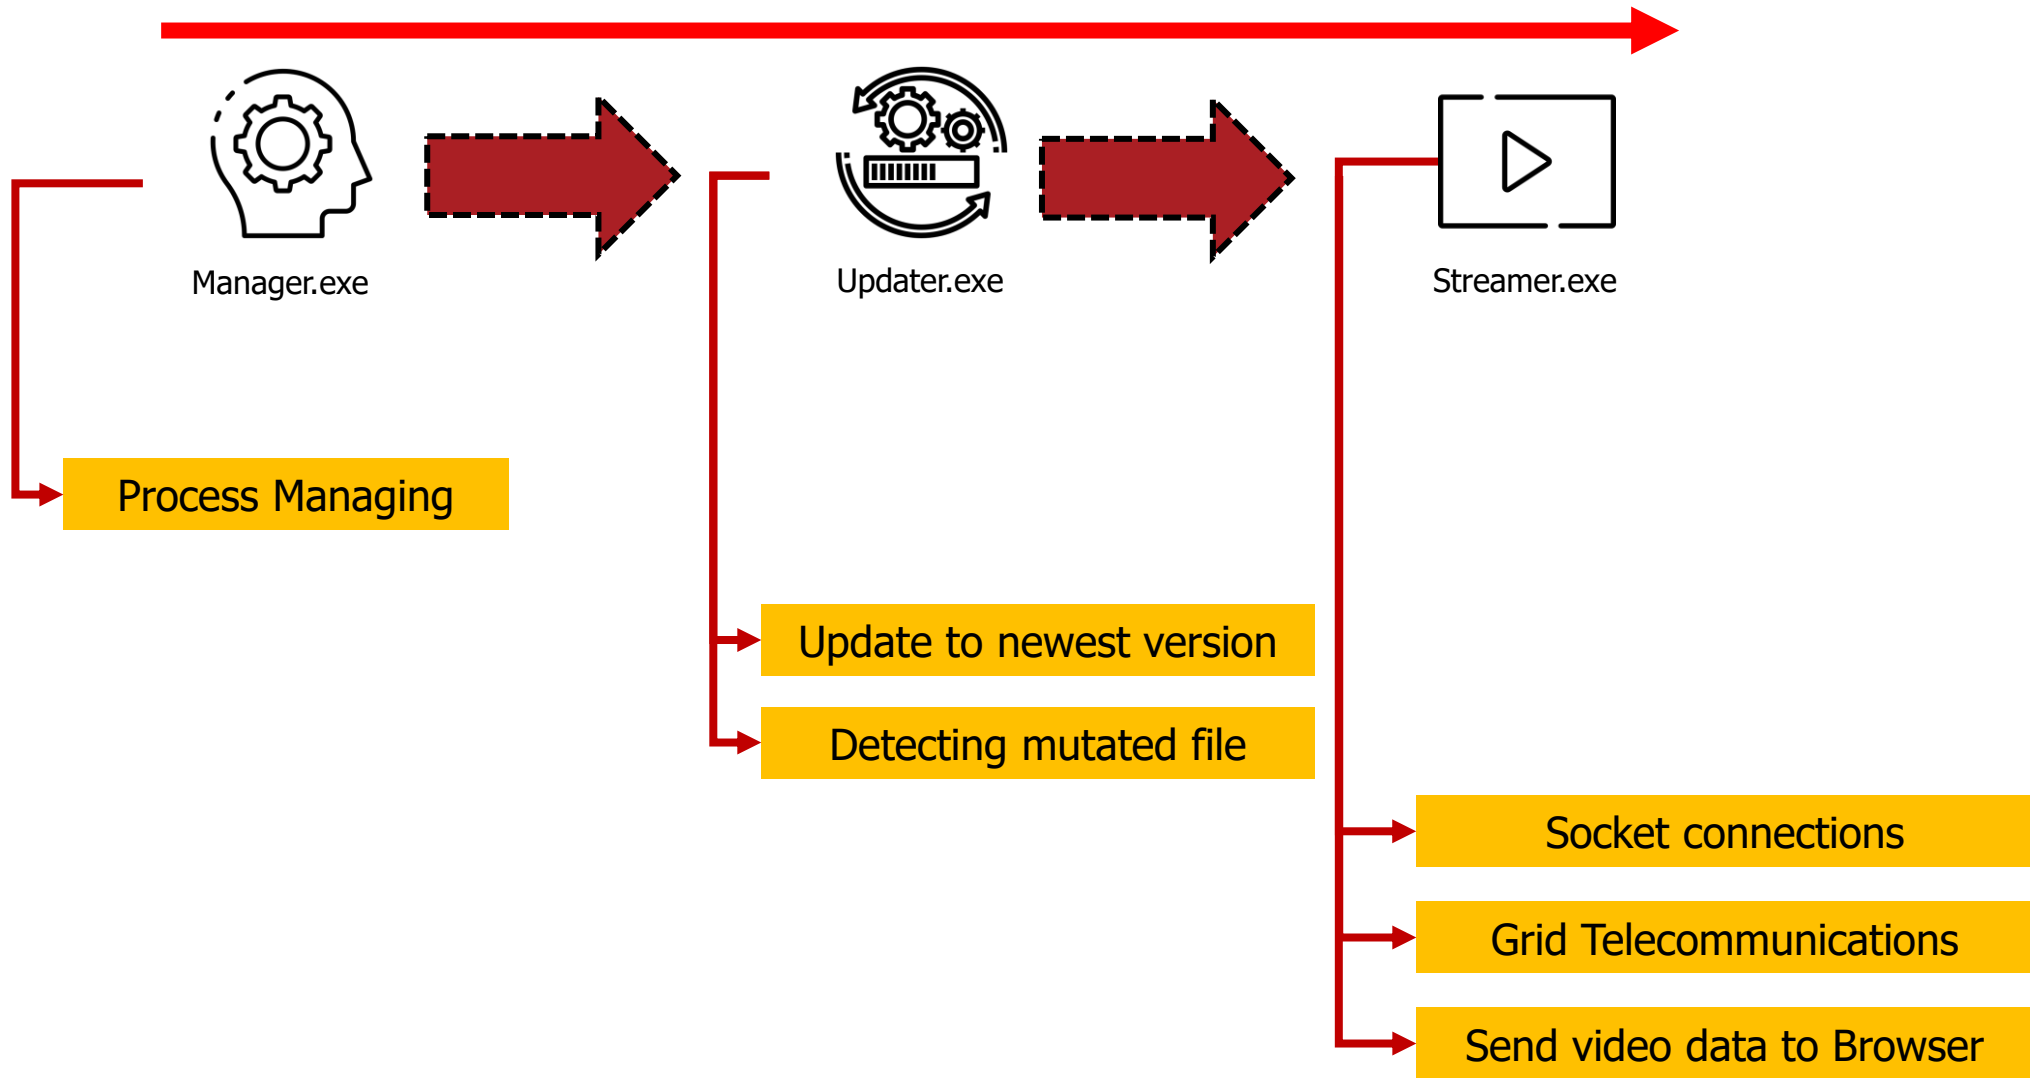 Manager.exe
Updater.exe
Streamer.exe
Process Managing
Update to newest version
Detecting mutated file
Socket connections
Grid Telecommunications
Send video data to Browser